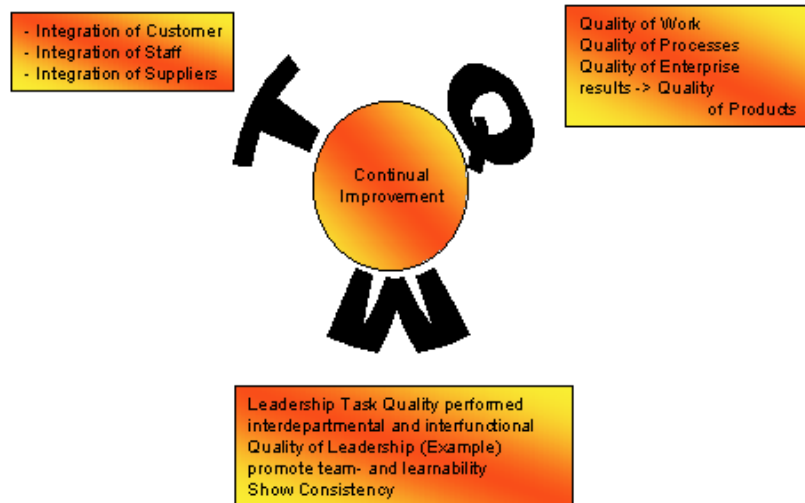 - Integration of Customer
- Integration of Staff
- Integration of Suppliers
Quality of Work
Quality of Processes
Quality of Enterprise
results -> Quality
of Products
T
Q
Continual
Improvement
M
Leadership Task Quality performed
interdepartmental and interfunctional
Quality of Leadership (Example)
promote team- and learnability
Show Consistency